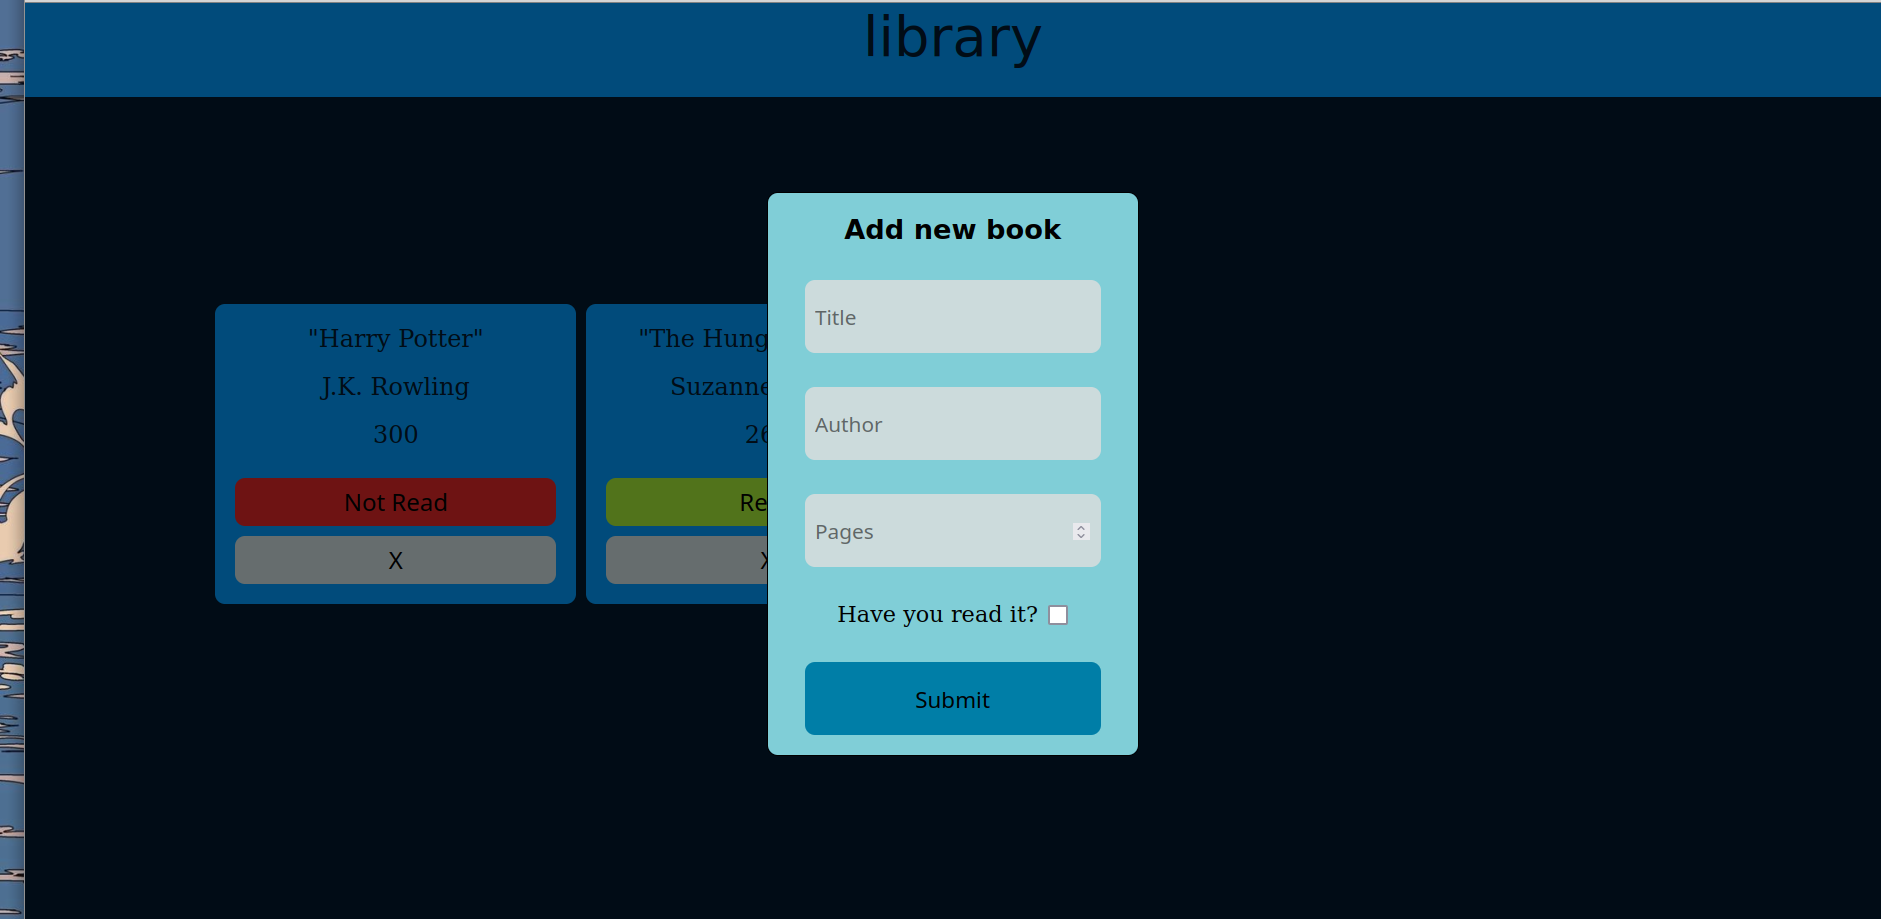 library
Add new book
Title
Author
Pages
Have you read it?
Submit
"Harry Potter"
J.K. Rowling
300
Not Read
X
"The Hung
Suzanne
26
Re
X